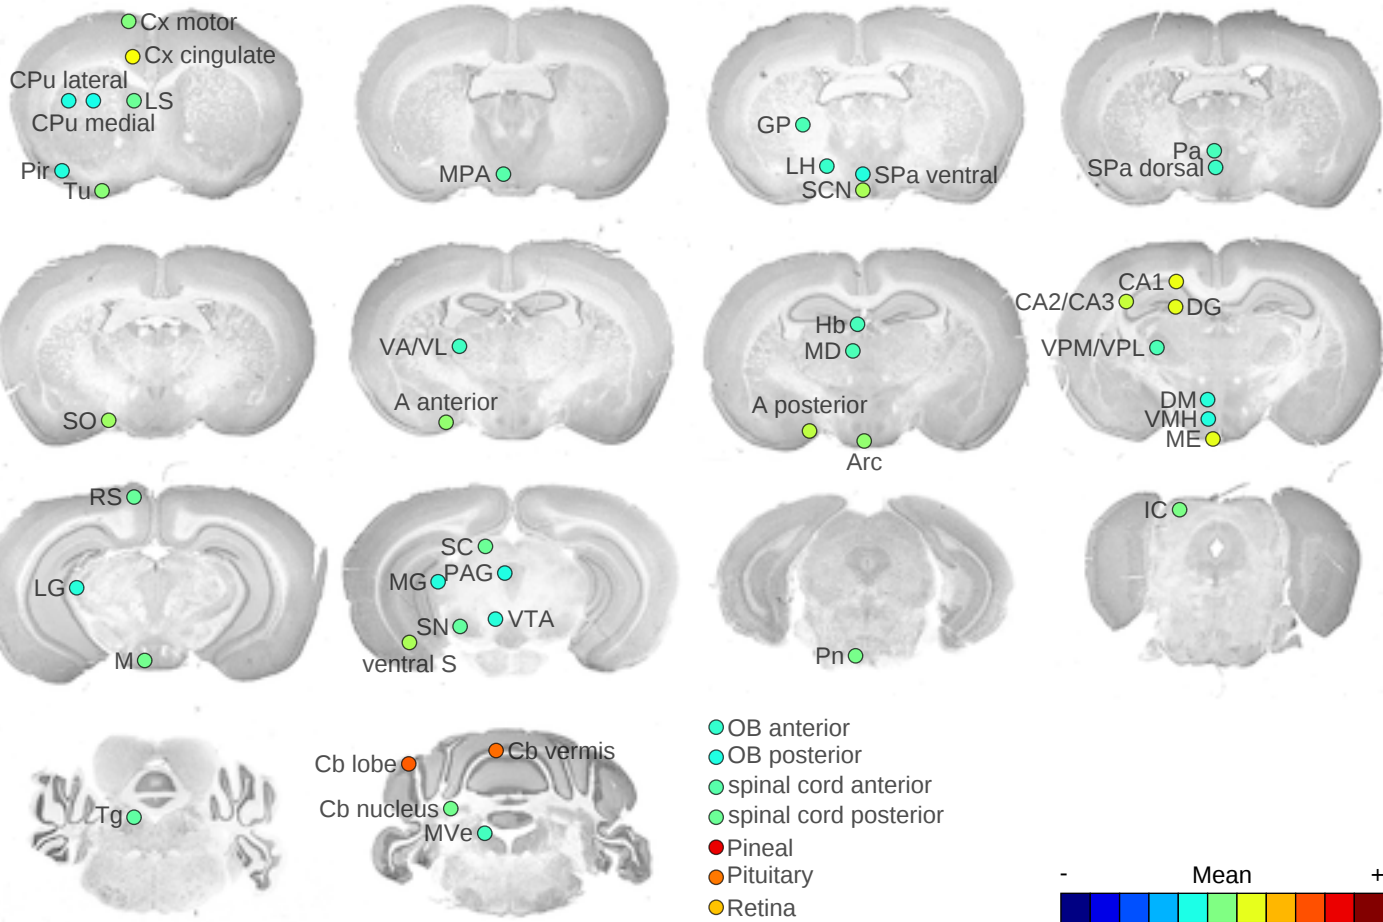 Cx motor
Cx cingulate
CPu lateral
LS
CPu medial
Pir
Tu
MPA
GP
LH
SPa ventral
SCN
Pa
SPa dorsal
SO
VA/VL
A anterior
Hb
MD
A posterior
Arc
CA1
CA2/CA3
DG
VPM/VPL
DM
VMH
ME
RS
LG
M
SC
MG
PAG
SN
VTA
ventral S
Pn
IC
Tg
Cb lobe
Cb vermis
Cb nucleus
MVe
OB anterior
OB posterior
spinal cord anterior
spinal cord posterior
Pineal
Pituitary
Retina
- Mean +